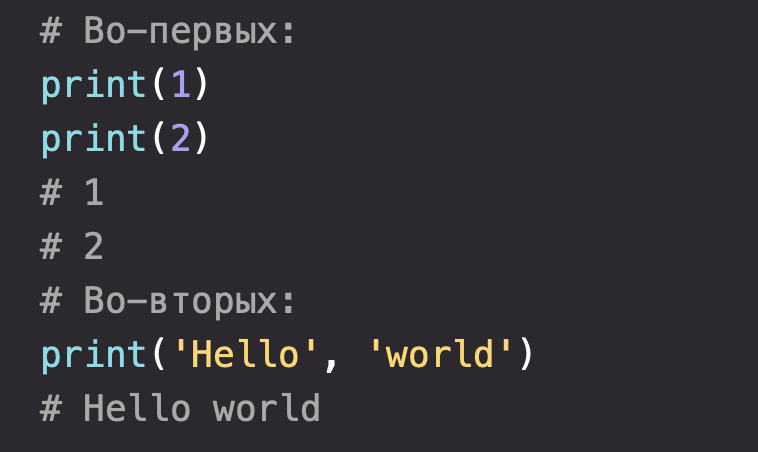 # Во-первых:
print(1)
print(2)
# 1
# 2
# Во-вторых:
print('Hello', 'world')
# Hello world